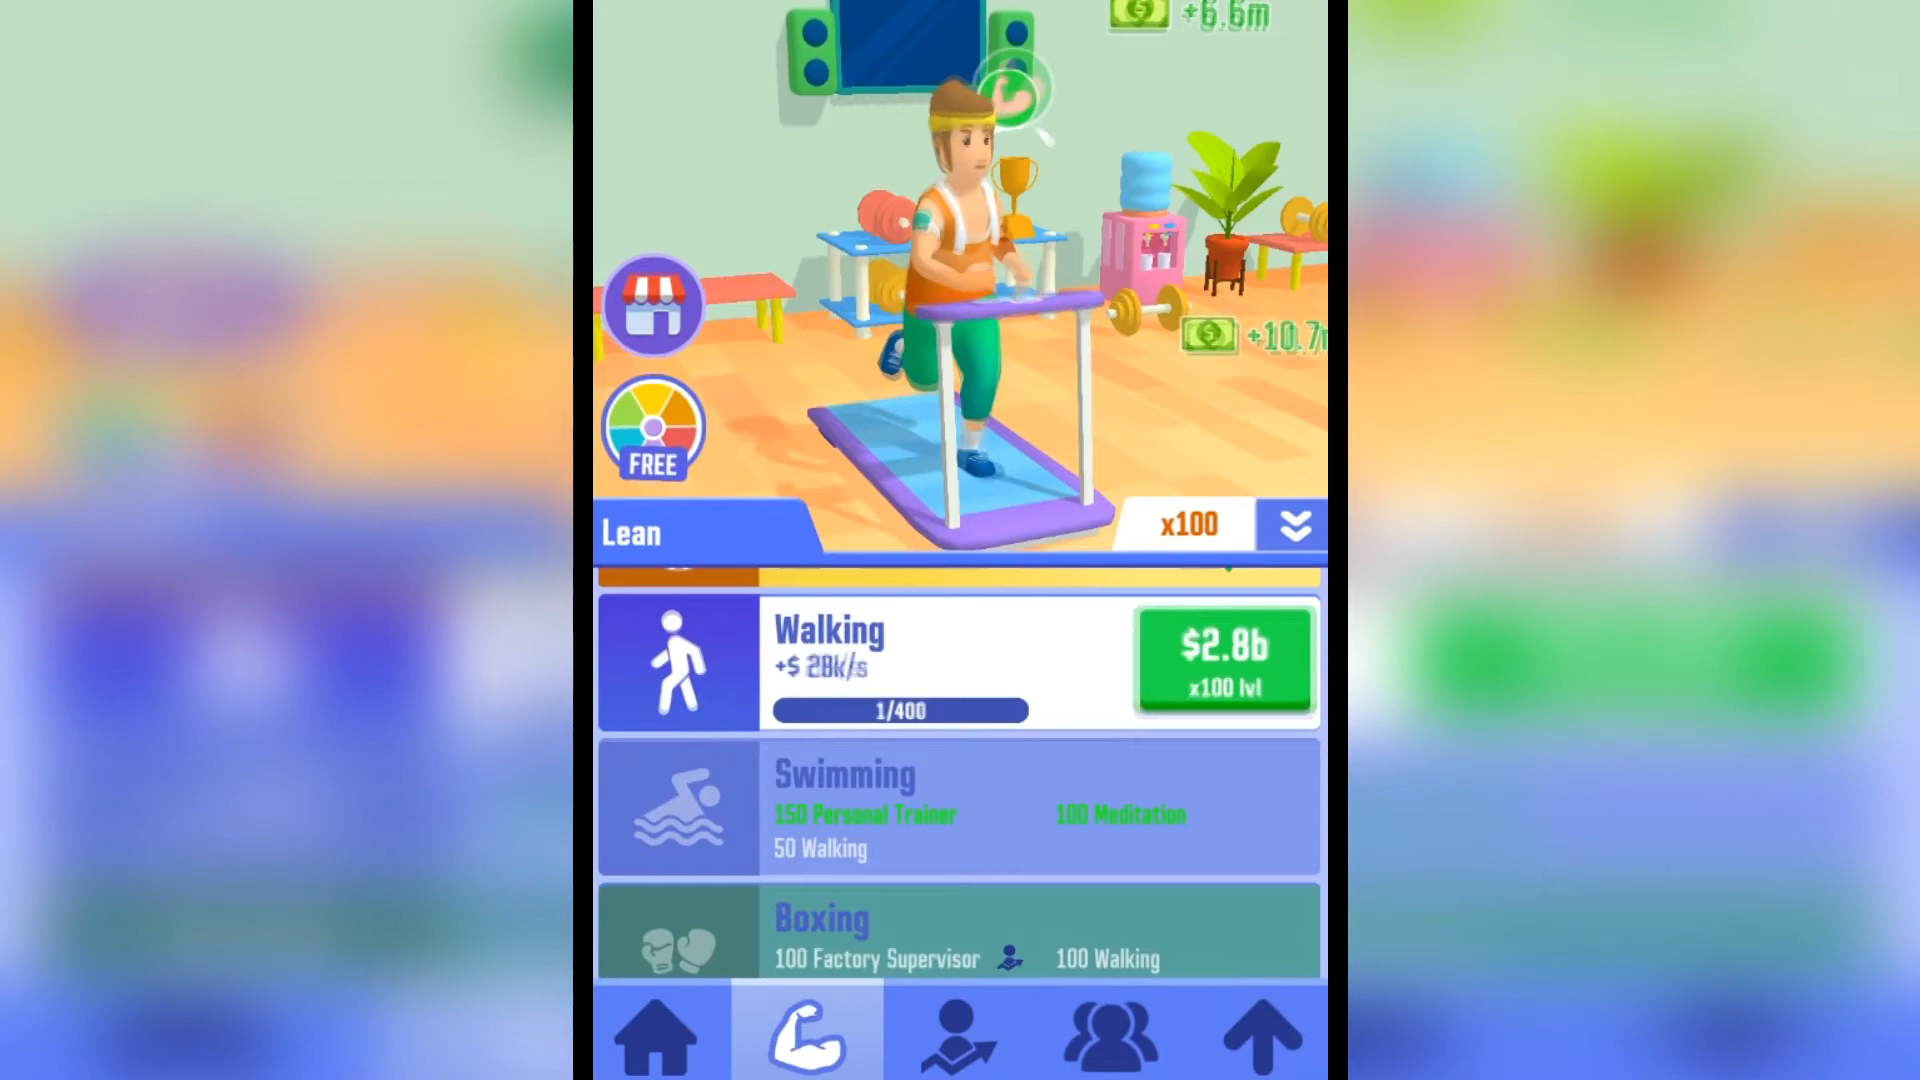 +6.6m
+10.7
FREE
Lean
x100
Walking
+$ 28k/s
1/400
$2.8b
x100 lvl
Swimming
150 Personal Trainer 100 Meditation
50 Walking
Boxing
100 Factory Supervisor 100 Walking